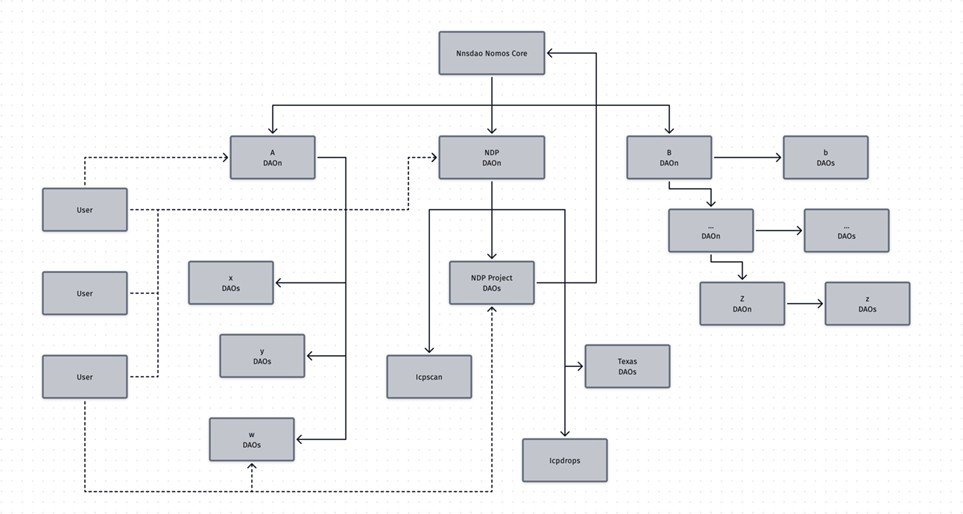 Nnsdao Nomos Core
A
DAOn
NDP
DAOn
B
DAOn
b
DAOs
User
...
DAOn
...
DAOs
x
DAOs
NDP Project
DAOs
User
Z
DAOn
z
DAOs
y
DAOs
Icpscan
Texas
DAOs
User
w
DAOs
Icpdrops